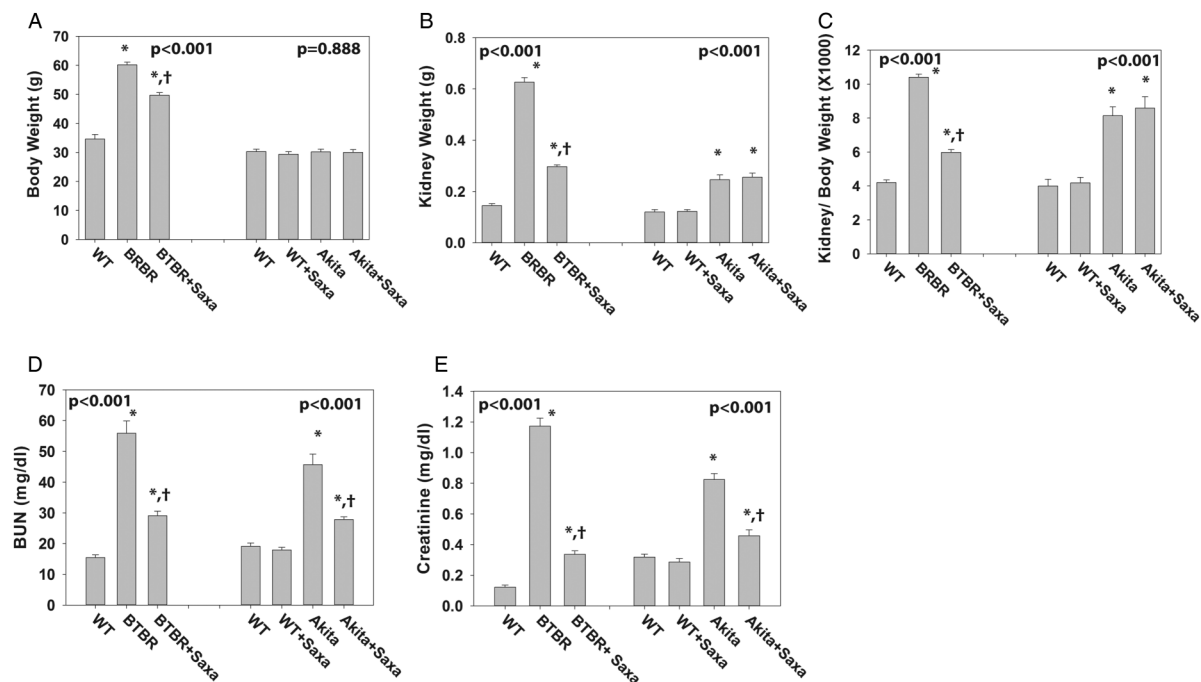 A
Body Weight (g)
70
60
50
40
30
20
10
0
p<0.001
p=0.888
*
*,†
WT
BRBR
BTBR+Saxa
WT
WT+Saxa
Akita
Akita+Saxa
B
Kidney Weight (g)
0.8
0.6
0.4
0.2
0.0
p<0.001
p<0.001
*
*,†
*
*
WT
BRBR
BTBR+Saxa
WT
WT+Saxa
Akita
Akita+Saxa
C
Kidney/ Body Weight (X1000)
12
10
8
6
4
2
0
p<0.001
p<0.001
*
*,†
*
*
WT
BRBR
BTBR+Saxa
WT
WT+Saxa
Akita
Akita+Saxa
D
BUN (mg/dl)
70
60
50
40
30
20
10
0
p<0.001
p<0.001
*
*,†
*
*,†
WT
BTBR
BTBR+Saxa
WT
WT+Saxa
Akita
Akita+Saxa
E
Creatinine (mg/dl)
1.4
1.2
1.0
0.8
0.6
0.4
0.2
0.0
p<0.001
p<0.001
*
*,†
*
*,†
WT
BTBR
BTBR+ Saxa
WT
WT+Saxa
Akita
Akita+Saxa